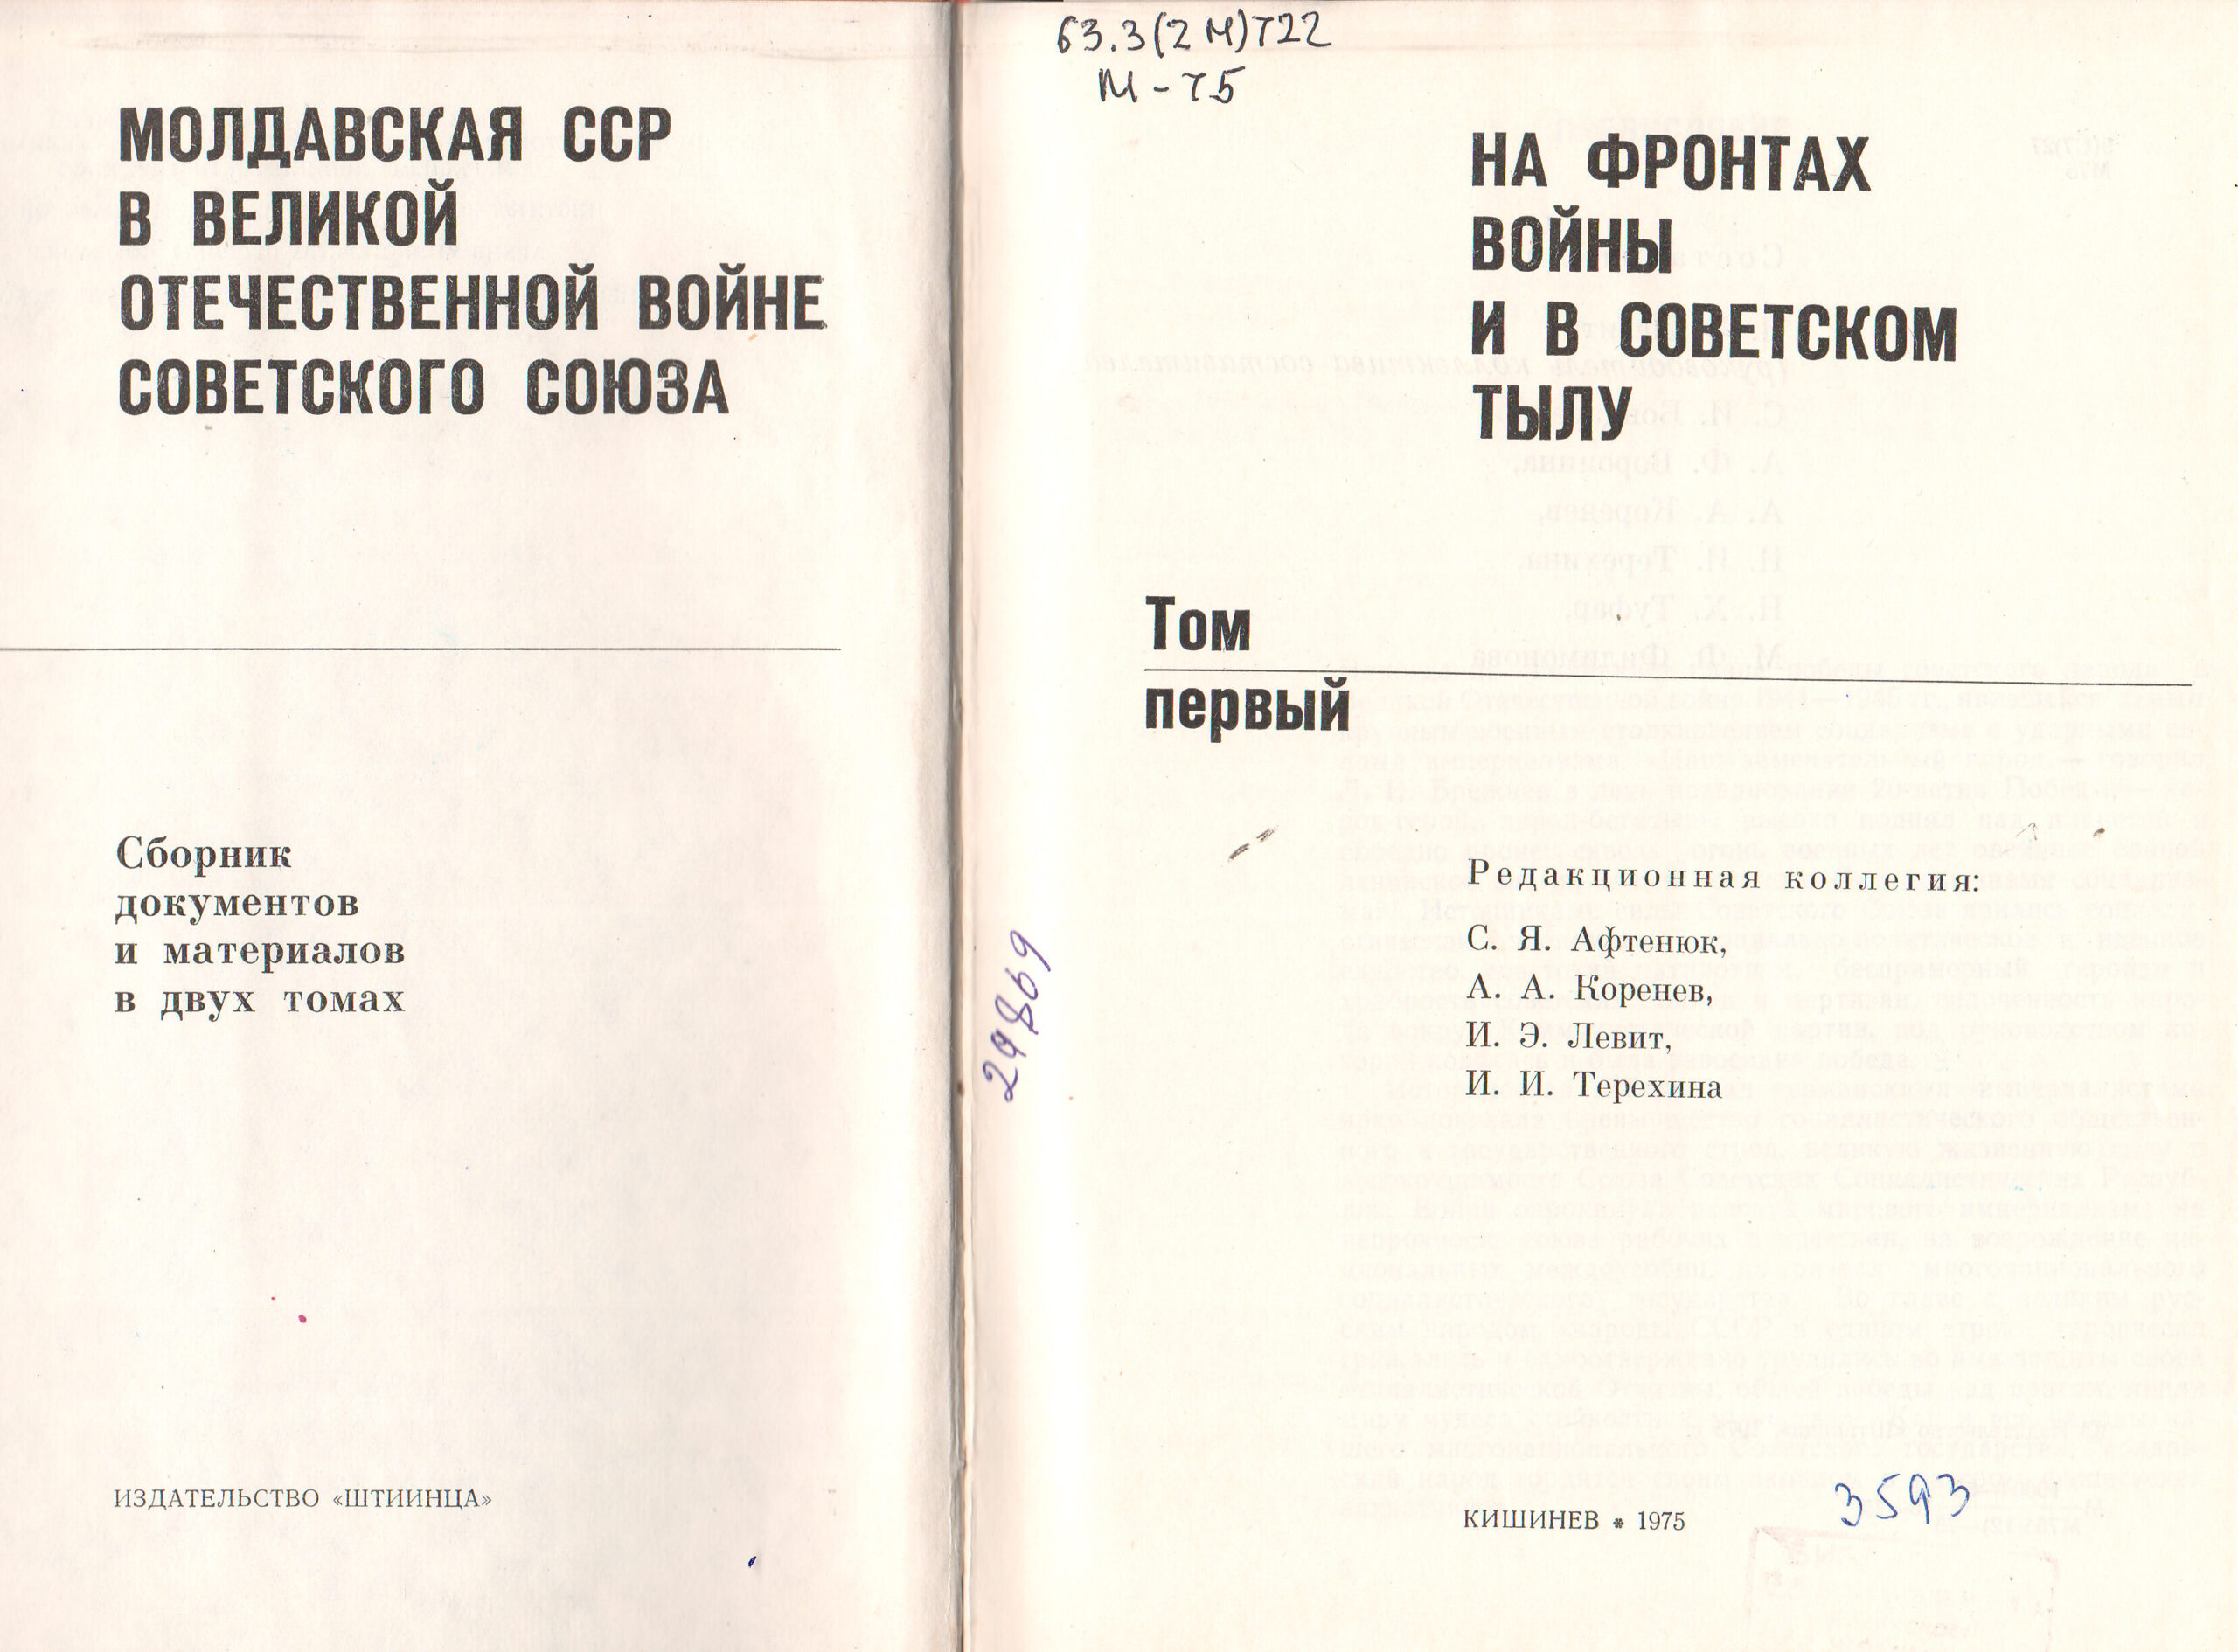 МОЛДАВСКАЯ ССР
В ВЕЛИКОЙ
ОТЕЧЕСТВЕННОЙ ВОЙНЕ
СОВЕТСКОГО СОЮЗА
Сборник
документов
и материалов
в двух томах
ИЗДАТЕЛЬСТВО «ШТИИНЦА»
63.3(2М)722
М-75
НА ФРОНТАХ
ВОЙНЫ
И В СОВЕТСКОМ
ТЫЛУ
Том
первый
Редакционная коллегия:
С. Я. Афтенюк,
А. А. Коренев,
И. Э. Левит,
И. И. Терехина
КИШИНЕВ * 1975
3593